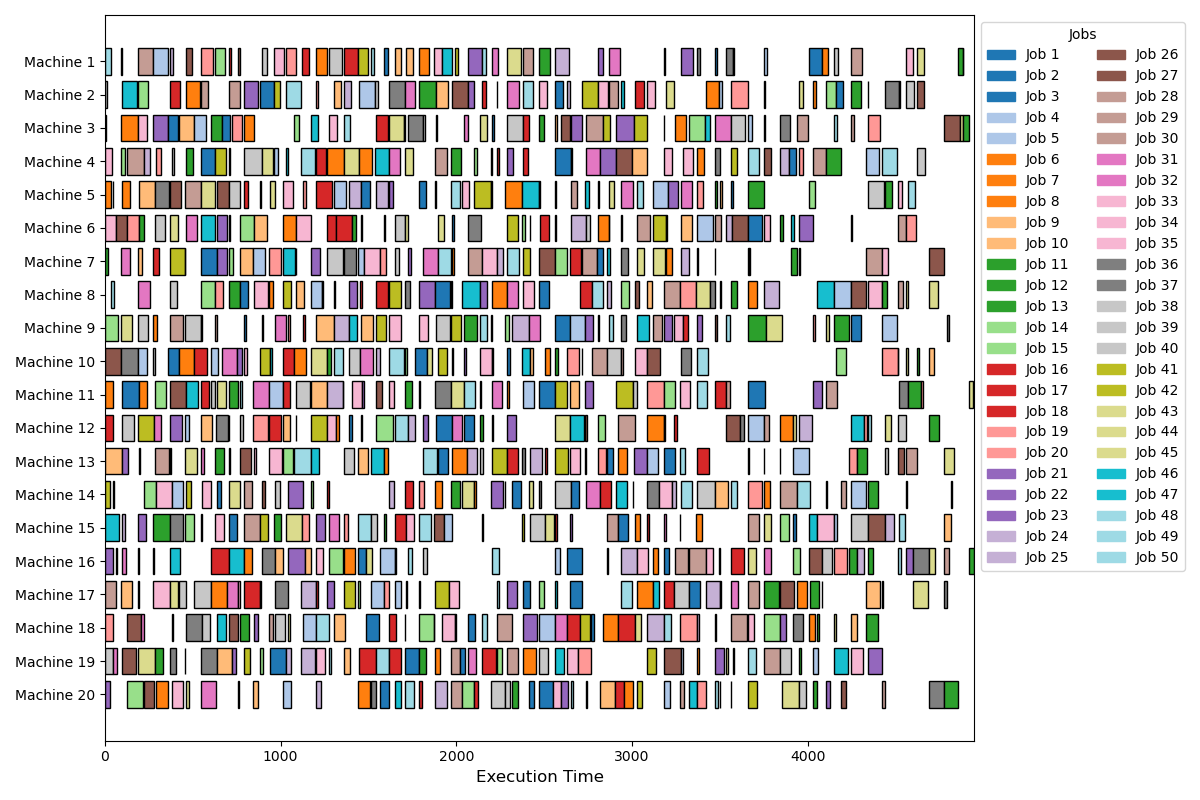 Machine 1
Machine 2
Machine 3
Machine 4
Machine 5
Machine 6
Machine 7
Machine 8
Machine 9
Machine 10
Machine 11
Machine 12
Machine 13
Machine 14
Machine 15
Machine 16
Machine 17
Machine 18
Machine 19
Machine 20
0 1000 2000 3000 4000
Execution Time
Jobs
Job 1
Job 2
Job 3
Job 4
Job 5
Job 6
Job 7
Job 8
Job 9
Job 10
Job 11
Job 12
Job 13
Job 14
Job 15
Job 16
Job 17
Job 18
Job 19
Job 20
Job 21
Job 22
Job 23
Job 24
Job 25
Job 26
Job 27
Job 28
Job 29
Job 30
Job 31
Job 32
Job 33
Job 34
Job 35
Job 36
Job 37
Job 38
Job 39
Job 40
Job 41
Job 42
Job 43
Job 44
Job 45
Job 46
Job 47
Job 48
Job 49
Job 50